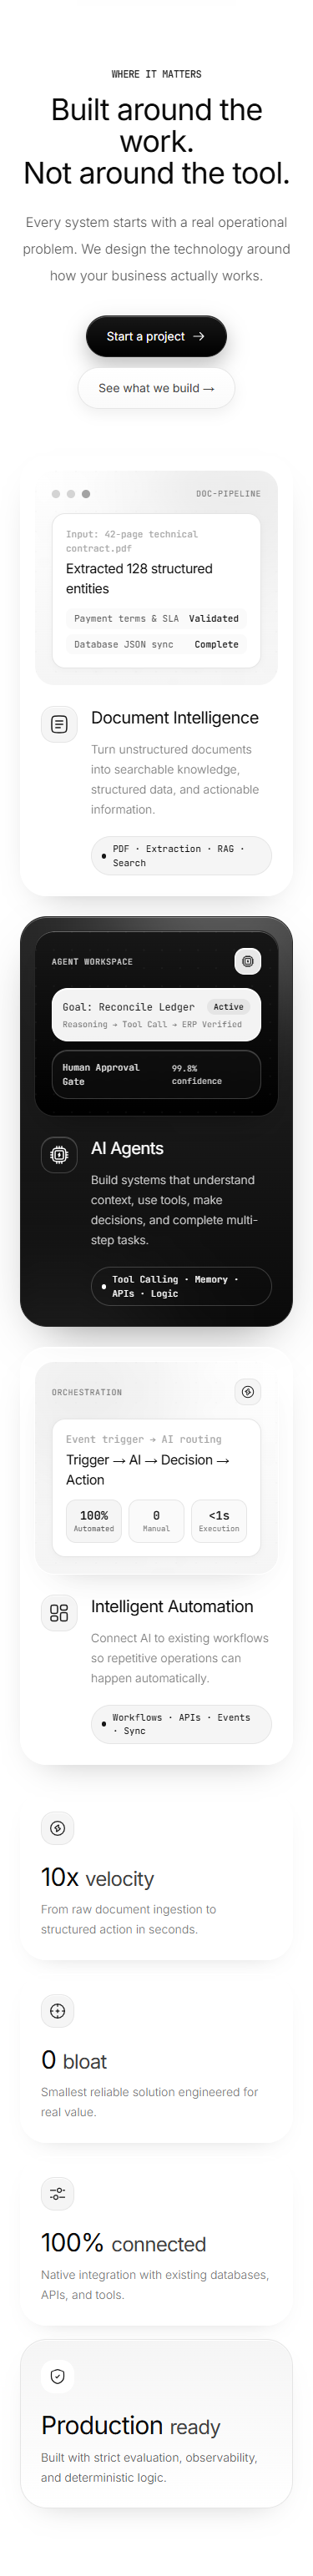 WHERE IT MATTERS
Built around the
work.
Not around the tool.
Every system starts with a real operational
problem. We design the technology around
how your business actually works.
Start a project →
See what we build →
DOC-PIPELINE
Input: 42-page technical
contract.pdf
Extracted 128 structured
entities
Payment terms & SLA Validated
Database JSON sync Complete
Document Intelligence
Turn unstructured documents
into searchable knowledge,
structured data, and actionable
information.
PDF · Extraction · RAG ·
Search
AGENT WORKSPACE
Goal: Reconcile Ledger Active
Reasoning → Tool Call → ERP Verified
Human Approval
Gate
99.8%
confidence
AI Agents
Build systems that understand
context, use tools, make
decisions, and complete multi-
step tasks.
Tool Calling · Memory ·
APIs · Logic
ORCHESTRATION
Event trigger → AI routing
Trigger → AI → Decision →
Action
100% 0 <1s
Automated Manual Execution
Intelligent Automation
Connect AI to existing workflows
so repetitive operations can
happen automatically.
Workflows · APIs · Events
· Sync
10x velocity
From raw document ingestion to
structured action in seconds.
0 bloat
Smallest reliable solution engineered for
real value.
100% connected
Native integration with existing databases,
APIs, and tools.
Production ready
Built with strict evaluation, observability,
and deterministic logic.